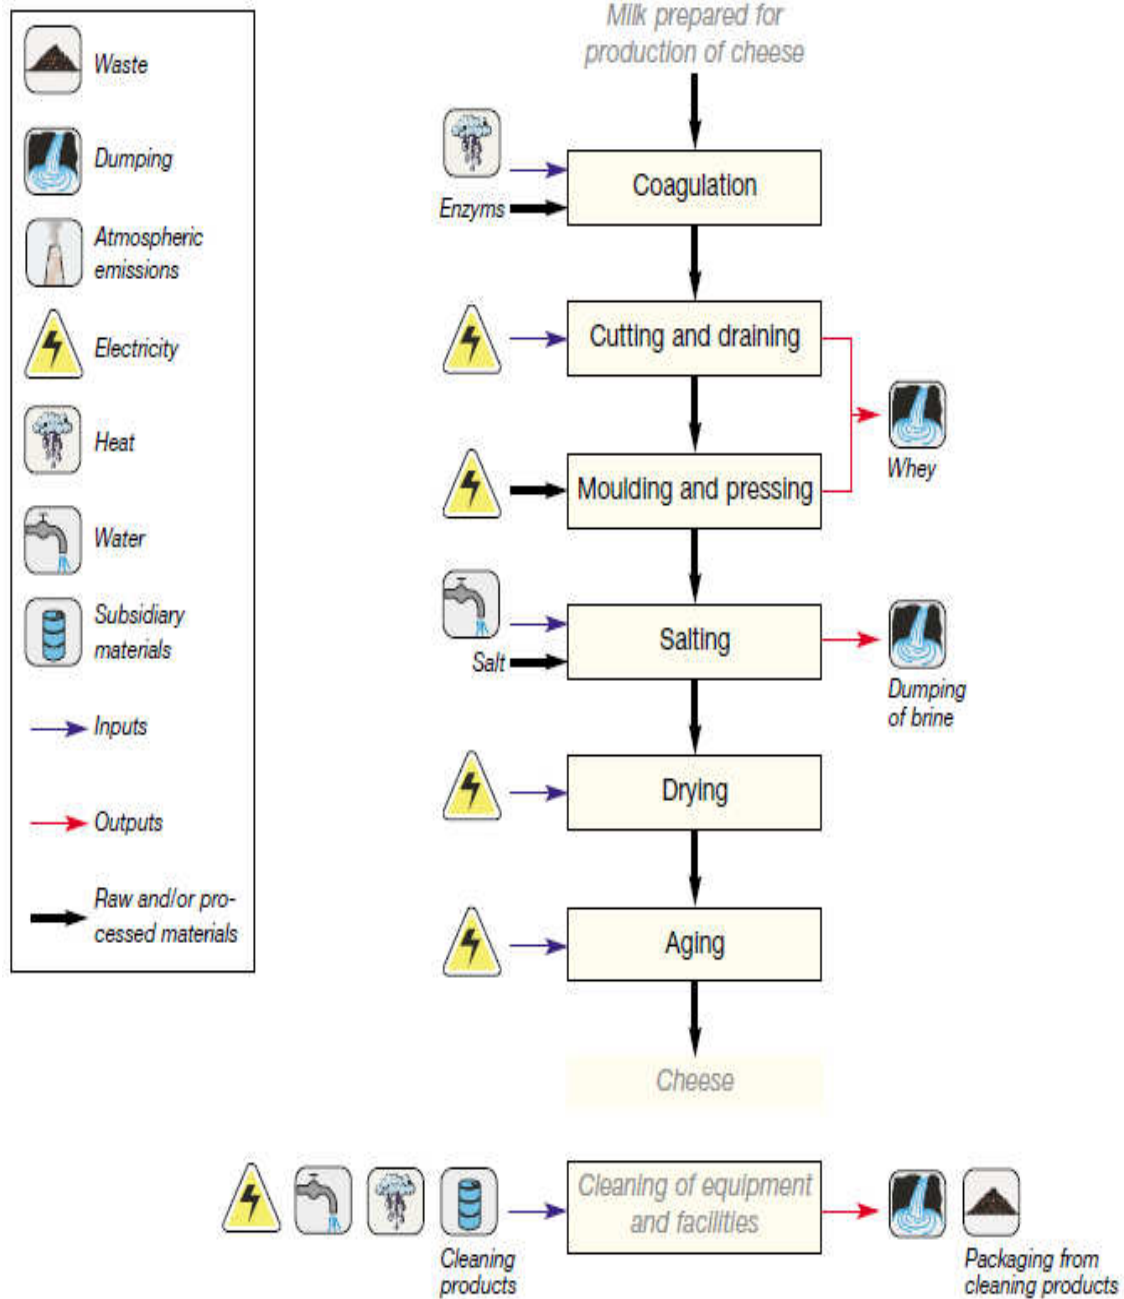 Waste
Dumping
Atmospheric
emissions
Electricity
Heat
Water
Subsidiary
materials
Inputs
Outputs
Raw and/or pro-
cessed materials
Milk prepared for
production of cheese
Enzyms
Coagulation
Cutting and draining
Whey
Moulding and pressing
Salt
Salting
Dumping
of brine
Drying
Aging
Cheese
Cleaning
products
Cleaning of equipment
and facilities
Packaging from
cleaning products